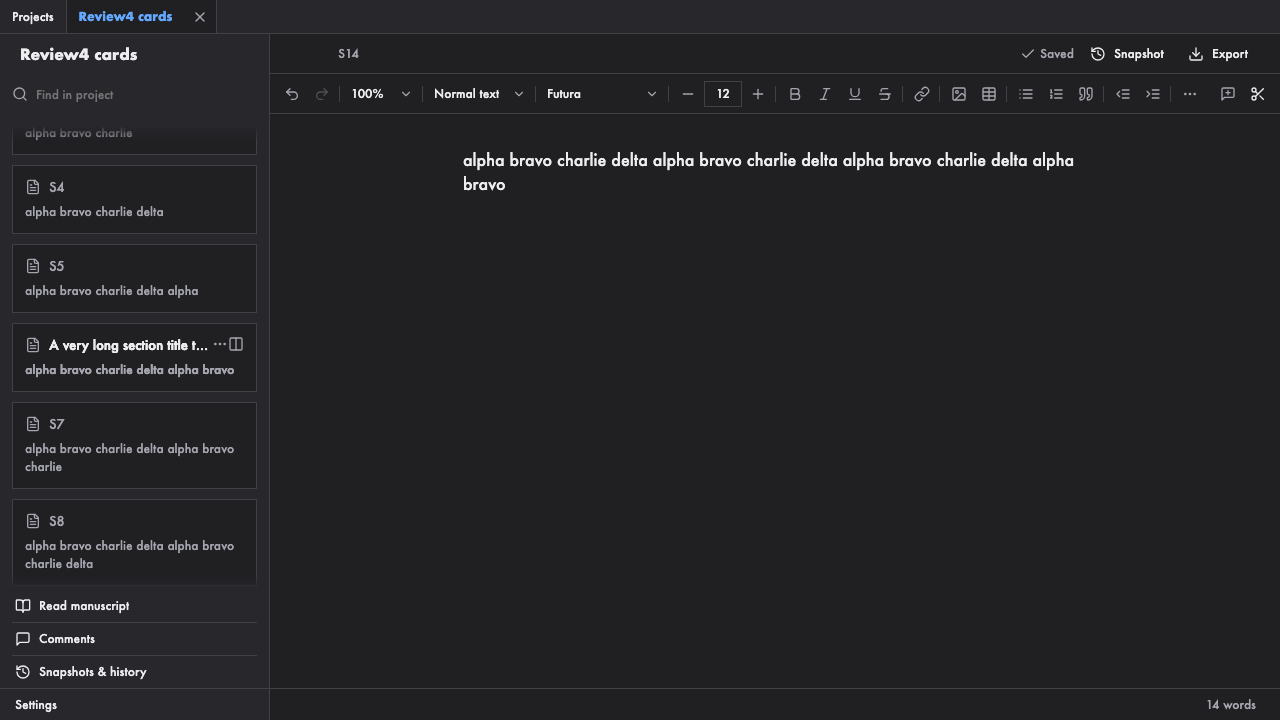 Projects
Review4 cards
Review4 cards
Find in project
alpha bravo charlie
S4
alpha bravo charlie delta
S5
alpha bravo charlie delta alpha
A very long section title t...
alpha bravo charlie delta alpha bravo
S7
alpha bravo charlie delta alpha bravo
charlie
S8
alpha bravo charlie delta alpha bravo
charlie delta
Read manuscript
Comments
Snapshots & history
Settings
S14
Saved
Snapshot
Export
100%
Normal text
Futura
12
alpha bravo charlie delta alpha bravo charlie delta alpha bravo charlie delta alpha
bravo
14 words